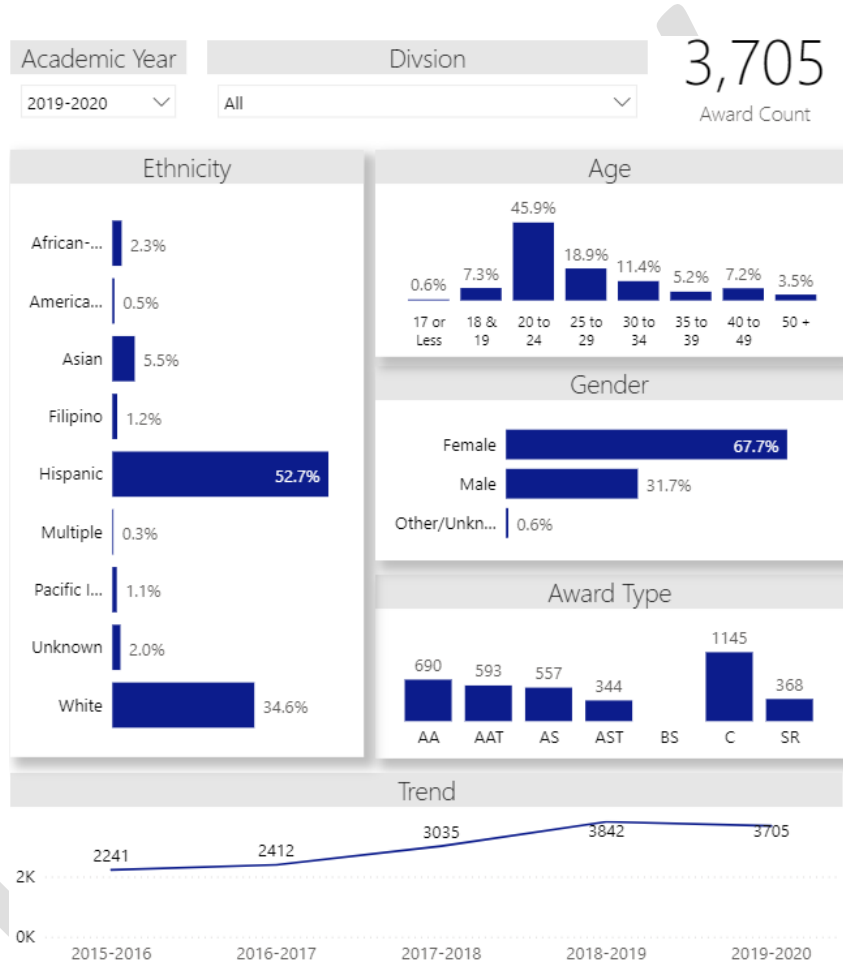 Academic Year
Divsion
3,705
2019-2020
All
Award Count
Ethnicity
African-... 2.3%
America... 0.5%
Asian 5.5%
Filipino 1.2%
Hispanic 52.7%
Multiple 0.3%
Pacific I... 1.1%
Unknown 2.0%
White 34.6%
Age
0.6% 7.3% 45.9% 18.9% 11.4% 5.2% 7.2% 3.5%
17 or 18 & 20 to 25 to 30 to 35 to 40 to 50 +
Less 19 24 29 34 39 49
Gender
Female 67.7%
Male 31.7%
Other/Unkn... 0.6%
Award Type
690 593 557 344 1145 368
AA AAT AS AST BS C SR
Trend
2241 2412 3035 3842 3705
2K
0K
2015-2016 2016-2017 2017-2018 2018-2019 2019-2020